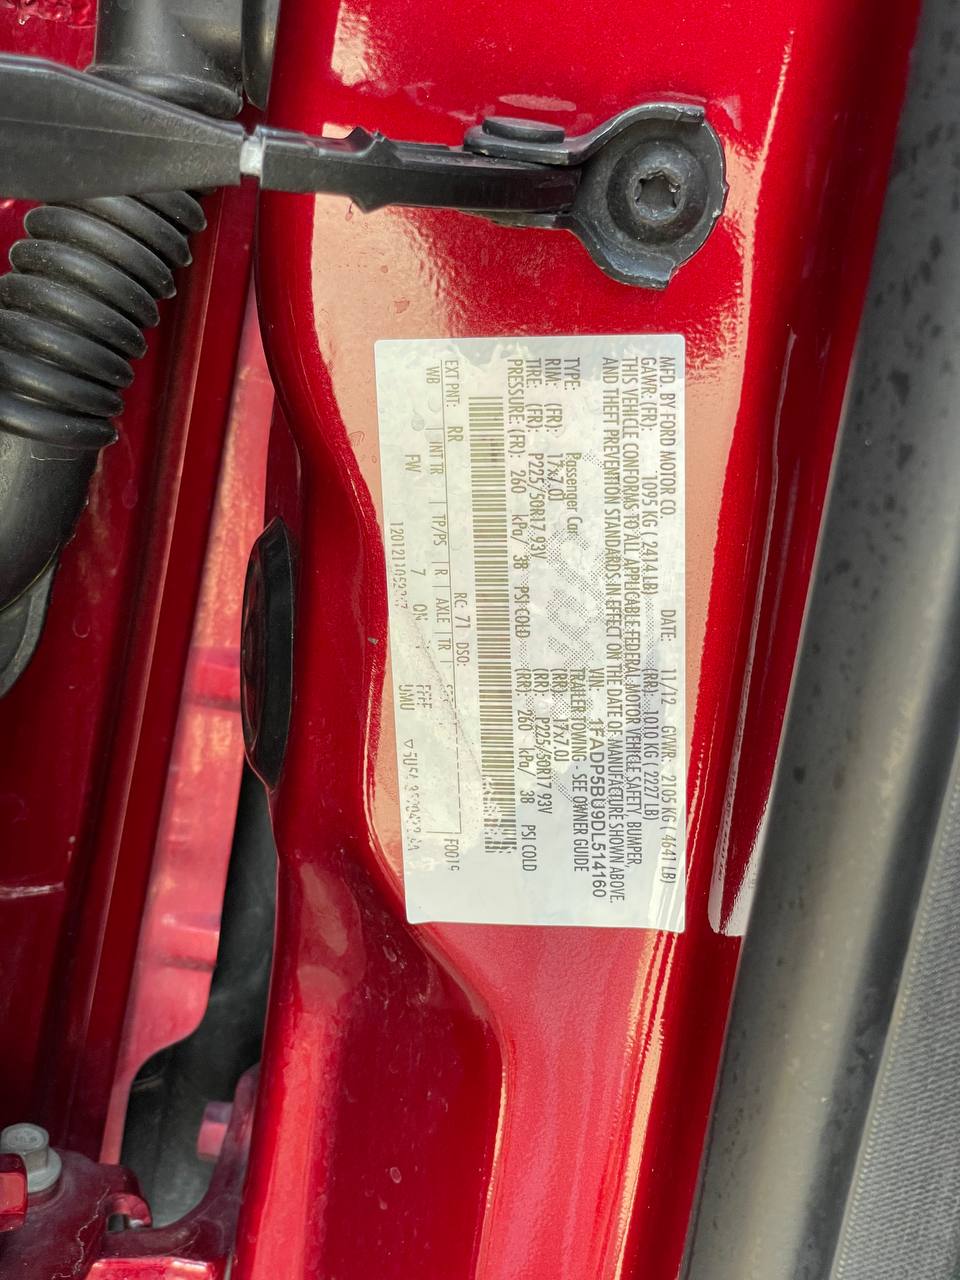 MFD. BY FORD MOTOR CO. DATE: 11/12 GVWR: 2105 KG ( 4641 LB)
GAWR: (FR): 1095 KG ( 2414 LB) (RR): 1010 KG ( 2227 LB)
THIS VEHICLE CONFORMS TO ALL APPLICABLE FEDERAL MOTOR VEHICLE SAFETY, BUMPER,
AND THEFT PREVENTION STANDARDS IN EFFECT ON THE DATE OF MANUFACTURE SHOWN ABOVE.
VIN: 1FADP5BU9DL514160
TYPE: Passenger Car TRAILER TOWING - SEE OWNER GUIDE
RIM: (FR) 17x7.0J (RR): 17x7.0J
TIRE: (FR) P225/50R17 93V (RR): P225/50R17 93V
PRESSURE: (FR): 260 kPa/ 38 PSI COLD (RR): 260 kPa/ 38 PSI COLD
RC: 71 DSO: F0019
EXT PNT: RR
WB INT TR TP/PS R AXLE TR
FW 7 QN UMU